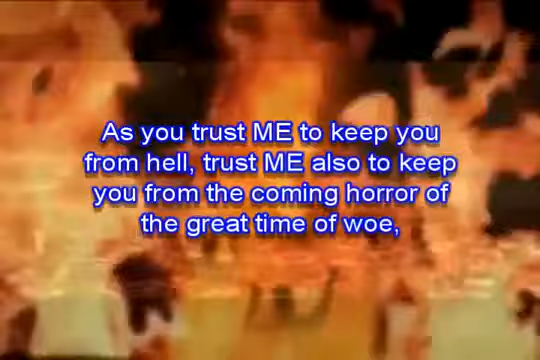 As you trust ME to keep you
from hell, trust ME also to keep
you from the coming horror of
the great time of woe,